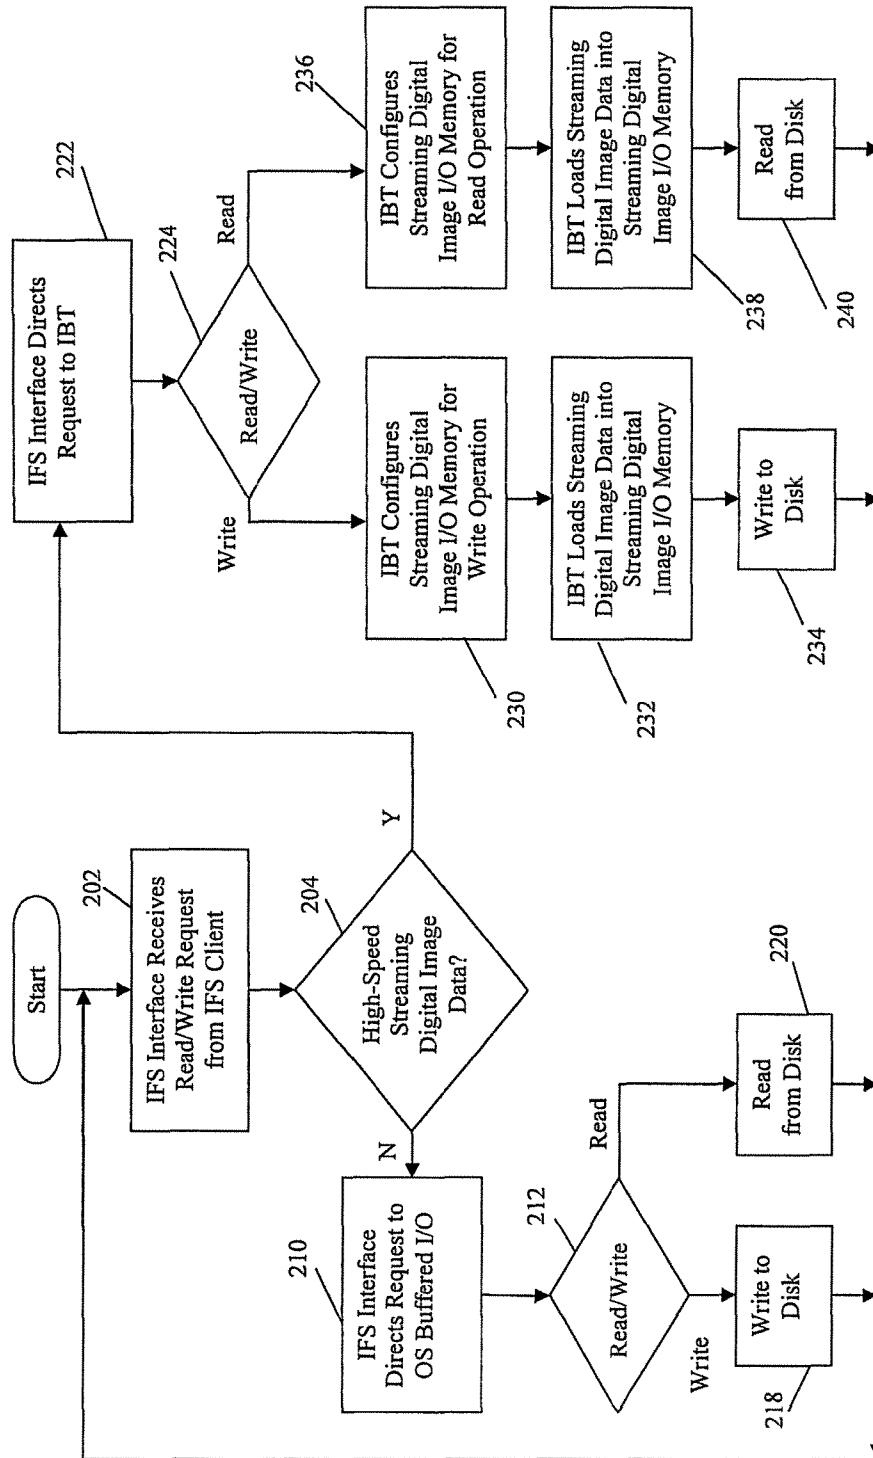 Start
202
IFS Interface Receives
Read/Write Request
from IFS Client
204
High-Speed
Streaming
Digital Image
Data?
N
Y
210
IFS Interface
Directs Request to
OS Buffered I/O
212
Read/Write
Write
Read
218
Write to
Disk
220
Read
from Disk
222
IFS Interface Directs
Request to IBT
224
Read/Write
Write
Read
230
IBT Configures
Streaming Digital
Image I/O Memory for
Write Operation
232
IBT Loads Streaming
Digital Image Data into
Streaming Digital
Image I/O Memory
234
Write to
Disk
236
IBT Configures
Streaming Digital
Image I/O Memory for
Read Operation
238
IBT Loads Streaming
Digital Image Data into
Streaming Digital
Image I/O Memory
240
Read
from Disk